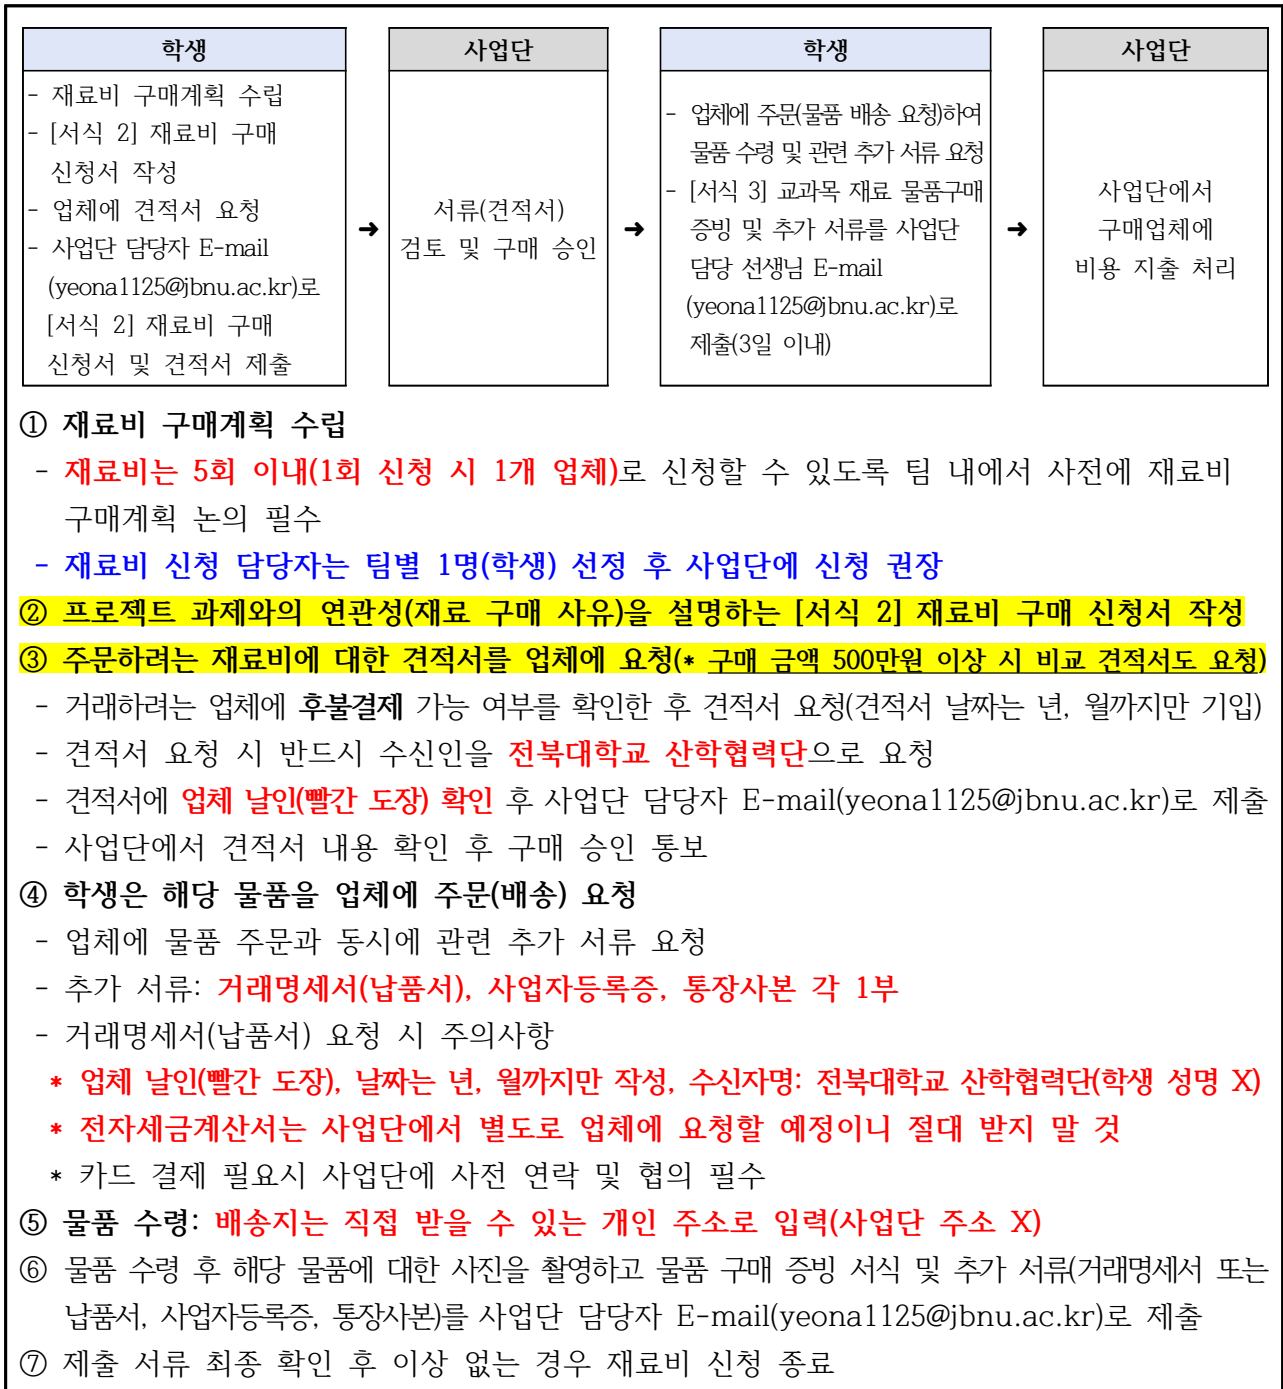 학생
- 재료비 구매계획 수립
- [서식 2] 재료비 구매
신청서 작성
- 업체에 견적서 요청
- 사업단 담당자 E-mail
(yeona1125@jbnu.ac.kr)로
[서식 2] 재료비 구매
신청서 및 견적서 제출
➜
사업단
서류(견적서)
검토 및 구매 승인
➜
학생
- 업체에 주문(물품 배송 요청)하여
물품 수령 및 관련 추가 서류 요청
- [서식 3] 교과목 재료 물품구매
증빙 및 추가 서류를 사업단
담당 선생님 E-mail
(yeona1125@jbnu.ac.kr)로
제출(3일 이내)
➜
사업단
사업단에서
구매업체에
비용 지출 처리
① 재료비 구매계획 수립
- 재료비는 5회 이내(1회 신청 시 1개 업체)로 신청할 수 있도록 팀 내에서 사전에 재료비
구매계획 논의 필수
- 재료비 신청 담당자는 팀별 1명(학생) 선정 후 사업단에 신청 권장
② 프로젝트 과제와의 연관성(재료 구매 사유)을 설명하는 [서식 2] 재료비 구매 신청서 작성
③ 주문하려는 재료비에 대한 견적서를 업체에 요청(* 구매 금액 500만원 이상 시 비교 견적서도 요청)
- 거래하려는 업체에 후불결제 가능 여부를 확인한 후 견적서 요청(견적서 날짜는 년, 월까지만 기입)
- 견적서 요청 시 반드시 수신인을 전북대학교 산학협력단으로 요청
- 견적서에 업체 날인(빨간 도장) 확인 후 사업단 담당자 E-mail(yeona1125@jbnu.ac.kr)로 제출
- 사업단에서 견적서 내용 확인 후 구매 승인 통보
④ 학생은 해당 물품을 업체에 주문(배송) 요청
- 업체에 물품 주문과 동시에 관련 추가 서류 요청
- 추가 서류: 거래명세서(납품서), 사업자등록증, 통장사본 각 1부
- 거래명세서(납품서) 요청 시 주의사항
* 업체 날인(빨간 도장), 날짜는 년, 월까지만 작성, 수신자명: 전북대학교 산학협력단(학생 성명 X)
* 전자세금계산서는 사업단에서 별도로 업체에 요청할 예정이니 절대 받지 말 것
* 카드 결제 필요시 사업단에 사전 연락 및 협의 필수
⑤ 물품 수령: 배송지는 직접 받을 수 있는 개인 주소로 입력(사업단 주소 X)
⑥ 물품 수령 후 해당 물품에 대한 사진을 촬영하고 물품 구매 증빙 서식 및 추가 서류(거래명세서 또는
납품서, 사업자등록증, 통장사본)를 사업단 담당자 E-mail(yeona1125@jbnu.ac.kr)로 제출
⑦ 제출 서류 최종 확인 후 이상 없는 경우 재료비 신청 종료